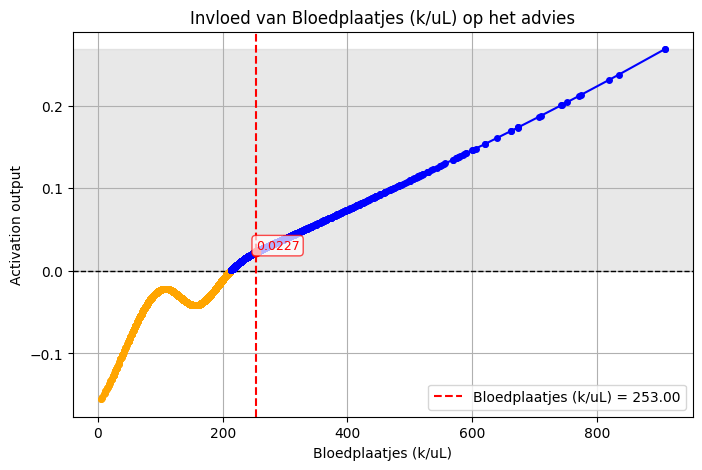 Invloed van Bloedplaatjes (k/uL) op het advies
Activation output
0.2
0.1
0.0
−0.1
0.0227
Bloedplaatjes (k/uL) = 253.00
0
200
400
600
800
Bloedplaatjes (k/uL)